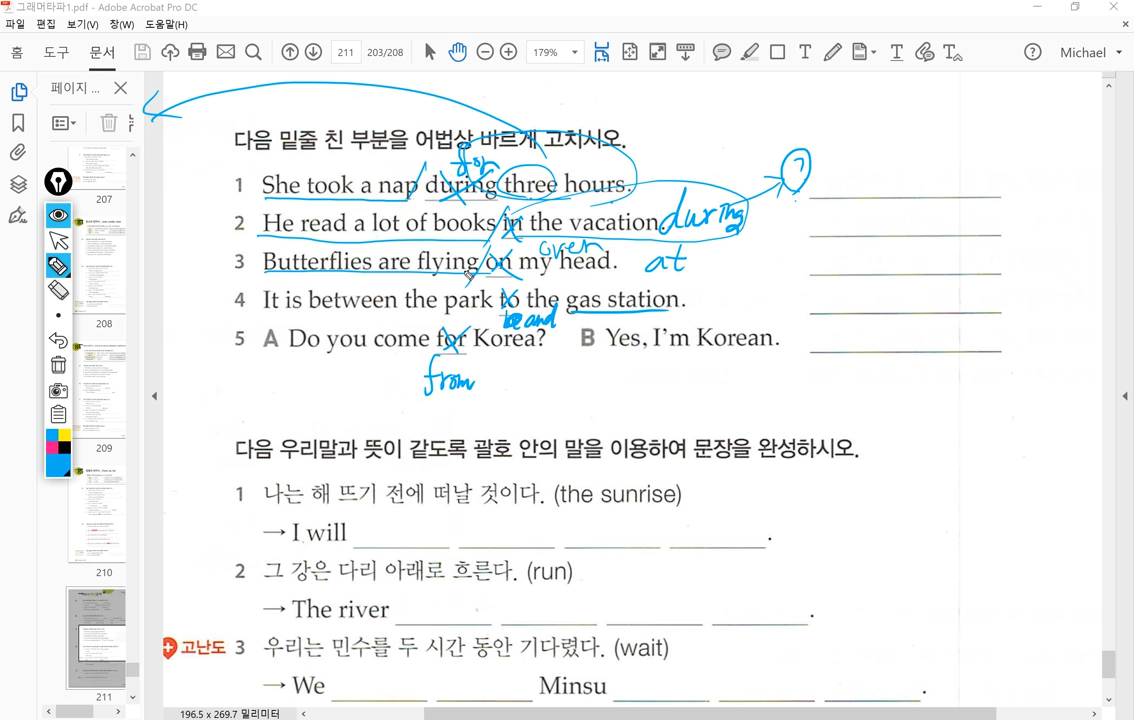 그래머타파1.pdf - Adobe Acrobat Pro DC
파일 편집 보기(V) 창(W) 도움말(H)
홈 도구 문서 211 203/208 179% Michael
페이지 ...
207
208
209
210
211
다음 밑줄 친 부분을 어법상 바르게 고치시오.
for
1 She took a nap during three hours.
2 He read a lot of books in the vacation. during
over
3 Butterflies are flying on my head. at
4 It is between the park to the gas station.
and
5 A Do you come for Korea? B Yes, I'm Korean.
from
다음 우리말과 뜻이 같도록 괄호 안의 말을 이용하여 문장을 완성하시오.
1 나는 해 뜨기 전에 떠날 것이다. (the sunrise)
→ I will .
2 그 강은 다리 아래로 흐른다. (run)
→ The river .
고난도 3 우리는 민수를 두 시간 동안 기다렸다. (wait)
→ We Minsu .
196.5 x 269.7 밀리미터